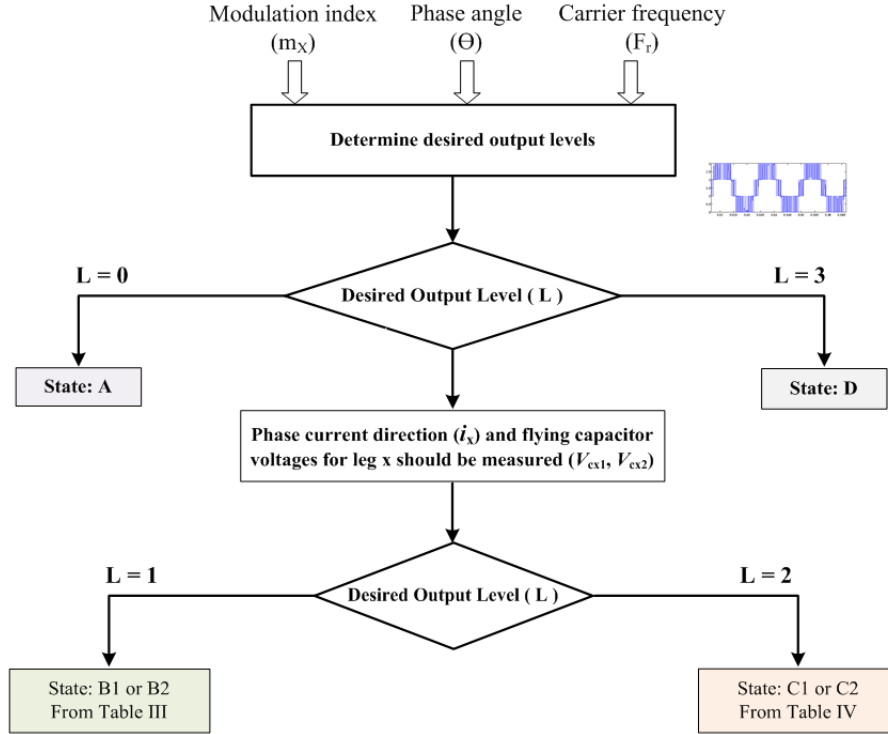 Modulation index
(mX)
Phase angle
(Θ)
Carrier frequency
(Fr)
Determine desired output levels
L = 0
Desired Output Level ( L )
L = 3
State: A
State: D
Phase current direction (ix) and flying capacitor
voltages for leg x should be measured (Vcx1, Vcx2)
L = 1
Desired Output Level ( L )
L = 2
State: B1 or B2
From Table III
State: C1 or C2
From Table IV